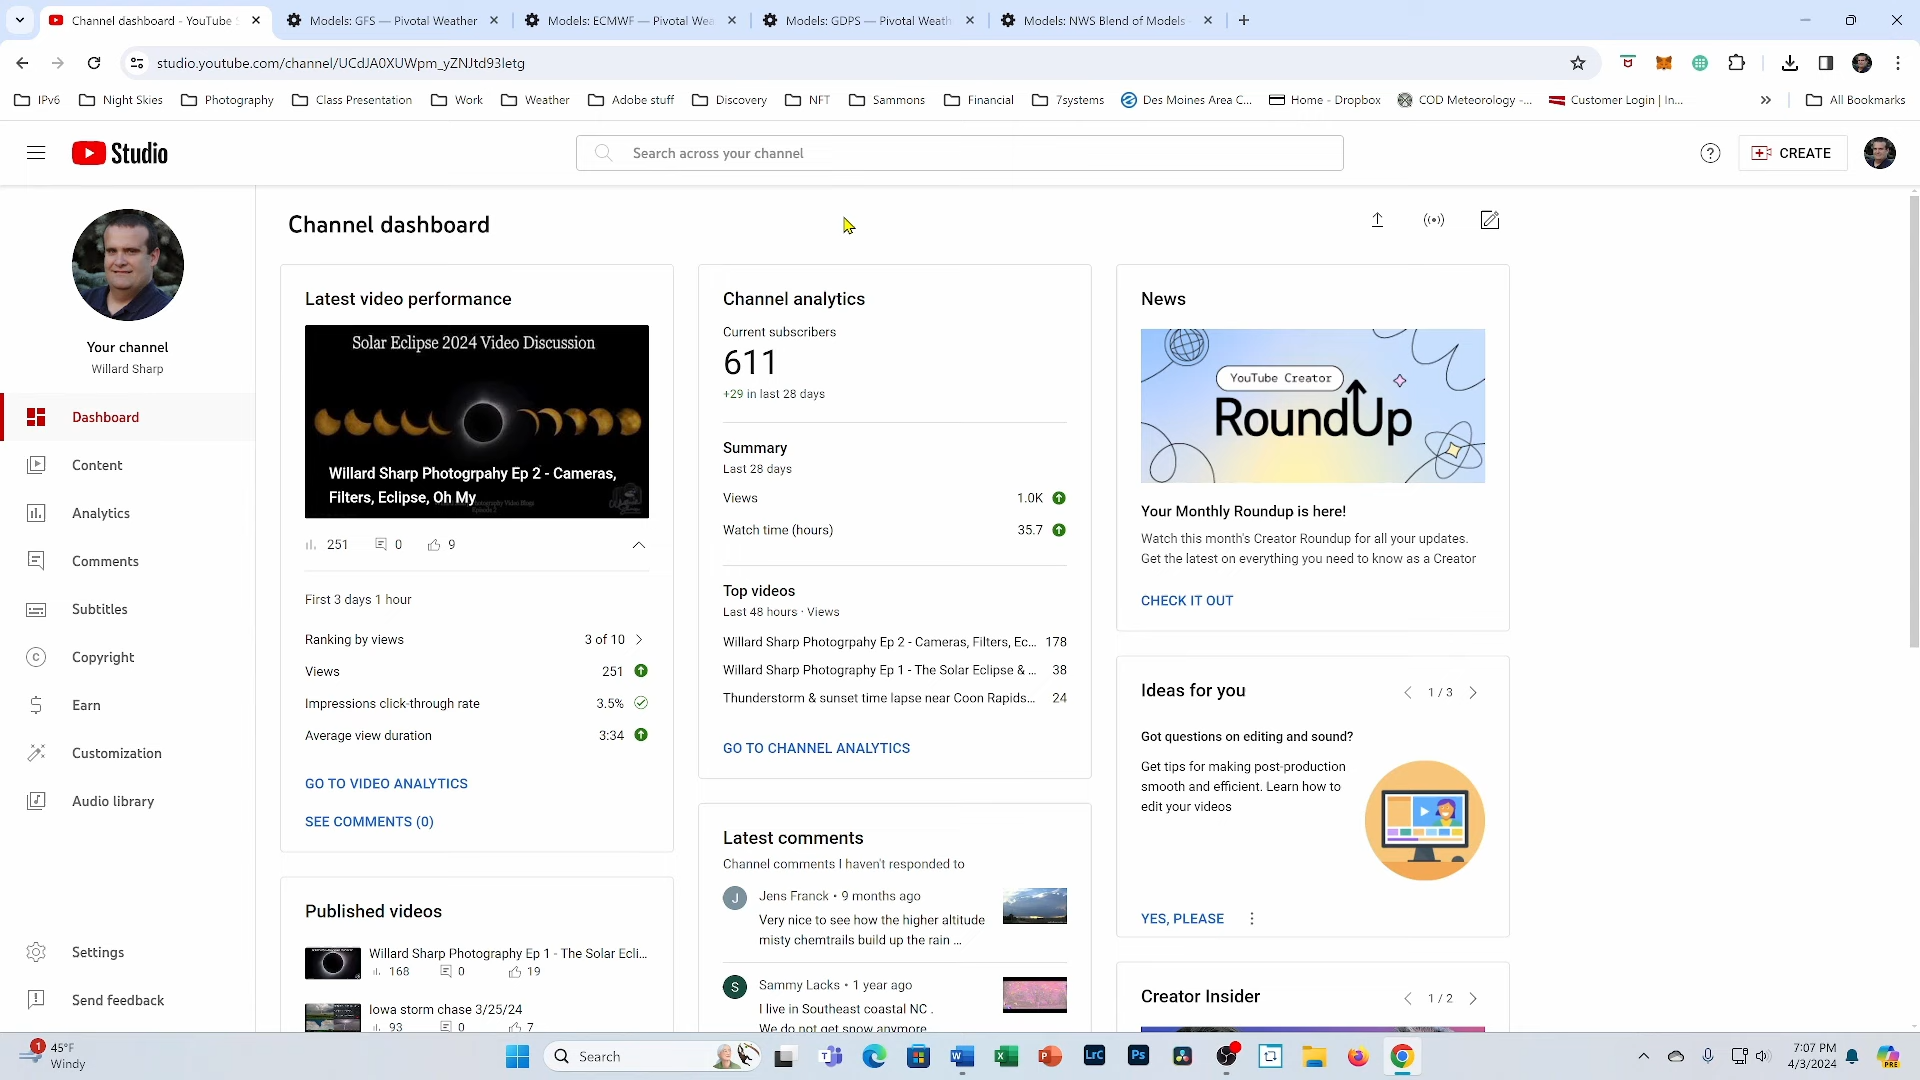 Channel dashboard - YouTube S
Models: GFS — Pivotal Weather
Models: ECMWF — Pivotal Wea
Models: GDPS — Pivotal Weath
Models: NWS Blend of Models -
studio.youtube.com/channel/UCdJA0XUWpm_yZNJtd93letg
IPv6
Night Skies
Photography
Class Presentation
Work
Weather
Adobe stuff
Discovery
NFT
Sammons
Financial
7systems
Des Moines Area C...
Home - Dropbox
COD Meteorology -...
Customer Login | In...
»
All Bookmarks
Studio
Search across your channel
CREATE
Your channel
Willard Sharp
Dashboard
Content
Analytics
Comments
Subtitles
Copyright
Earn
Customization
Audio library
Settings
Send feedback
Channel dashboard
Latest video performance
Solar Eclipse 2024 Video Discussion
Willard Sharp Photogrpahy Ep 2 - Cameras,
Filters, Eclipse, Oh My
251 0 9
First 3 days 1 hour
Ranking by views 3 of 10
Views 251
Impressions click-through rate 3.5%
Average view duration 3:34
GO TO VIDEO ANALYTICS
SEE COMMENTS (0)
Published videos
Willard Sharp Photography Ep 1 - The Solar Ecli...
168 0 19
Iowa storm chase 3/25/24
93 0 7
Channel analytics
Current subscribers
611
+29 in last 28 days
Summary
Last 28 days
Views 1.0K
Watch time (hours) 35.7
Top videos
Last 48 hours · Views
Willard Sharp Photogrpahy Ep 2 - Cameras, Filters, Ec... 178
Willard Sharp Photography Ep 1 - The Solar Eclipse & ... 38
Thunderstorm & sunset time lapse near Coon Rapids... 24
GO TO CHANNEL ANALYTICS
Latest comments
Channel comments I haven't responded to
J
Jens Franck • 9 months ago
Very nice to see how the higher altitude
misty chemtrails build up the rain ...
S
Sammy Lacks • 1 year ago
I live in Southeast coastal NC .
We do not get snow anymore
News
YouTube Creator
RoundUp
Your Monthly Roundup is here!
Watch this month's Creator Roundup for all your updates.
Get the latest on everything you need to know as a Creator
CHECK IT OUT
Ideas for you
1 / 3
Got questions on editing and sound?
Get tips for making post-production
smooth and efficient. Learn how to
edit your videos
YES, PLEASE
Creator Insider
1 / 2
1
45°F
Windy
Search
LrC
Ps
7:07 PM
4/3/2024
PRE